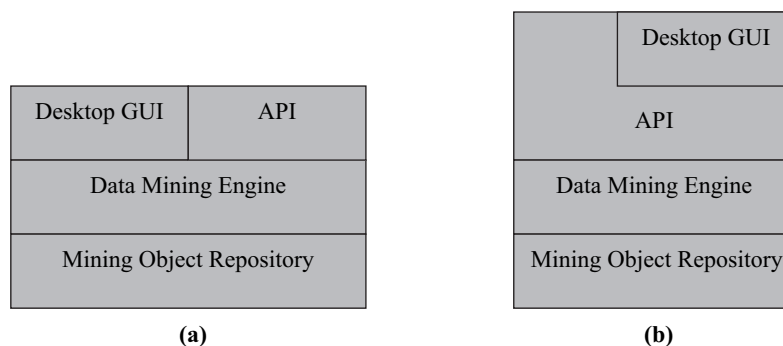 Desktop GUI
API
Data Mining Engine
Mining Object Repository
(a)
Desktop GUI
API
Data Mining Engine
Mining Object Repository
(b)